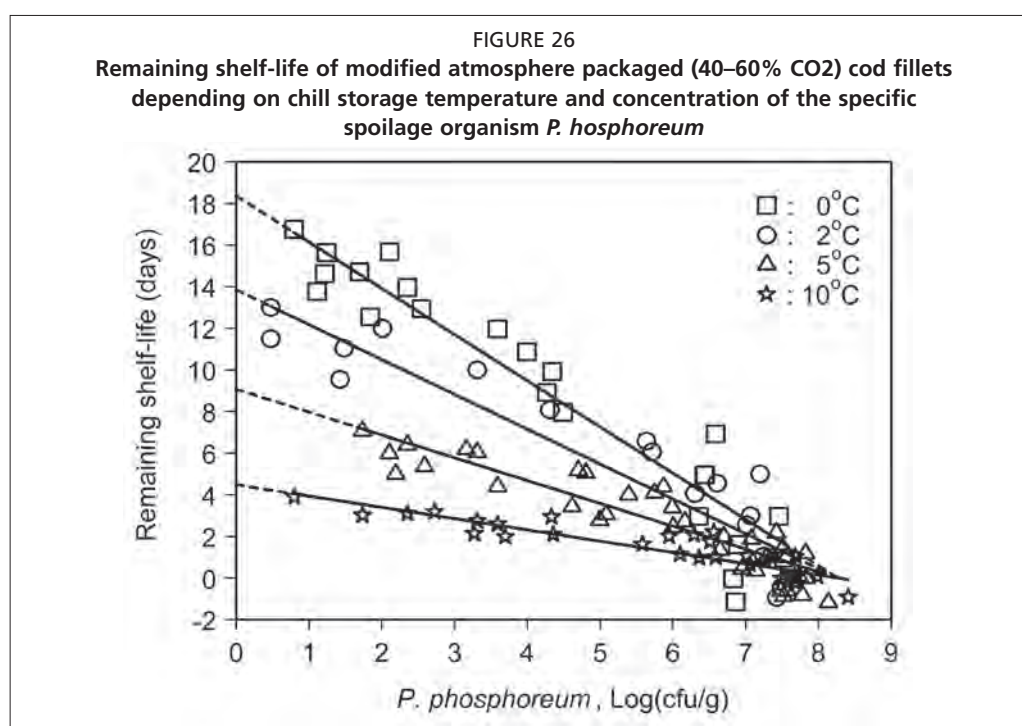 FIGURE 26
Remaining shelf-life of modified atmosphere packaged (40–60% CO2) cod fillets
depending on chill storage temperature and concentration of the specific
spoilage organism P. hosphoreum
20
18
16
14
12
10
8
6
4
2
0
-2
Remaining shelf-life (days)
: 0°C
: 2°C
: 5°C
: 10°C
0 1 2 3 4 5 6 7 8 9
P. phosphoreum , Log(cfu/g)